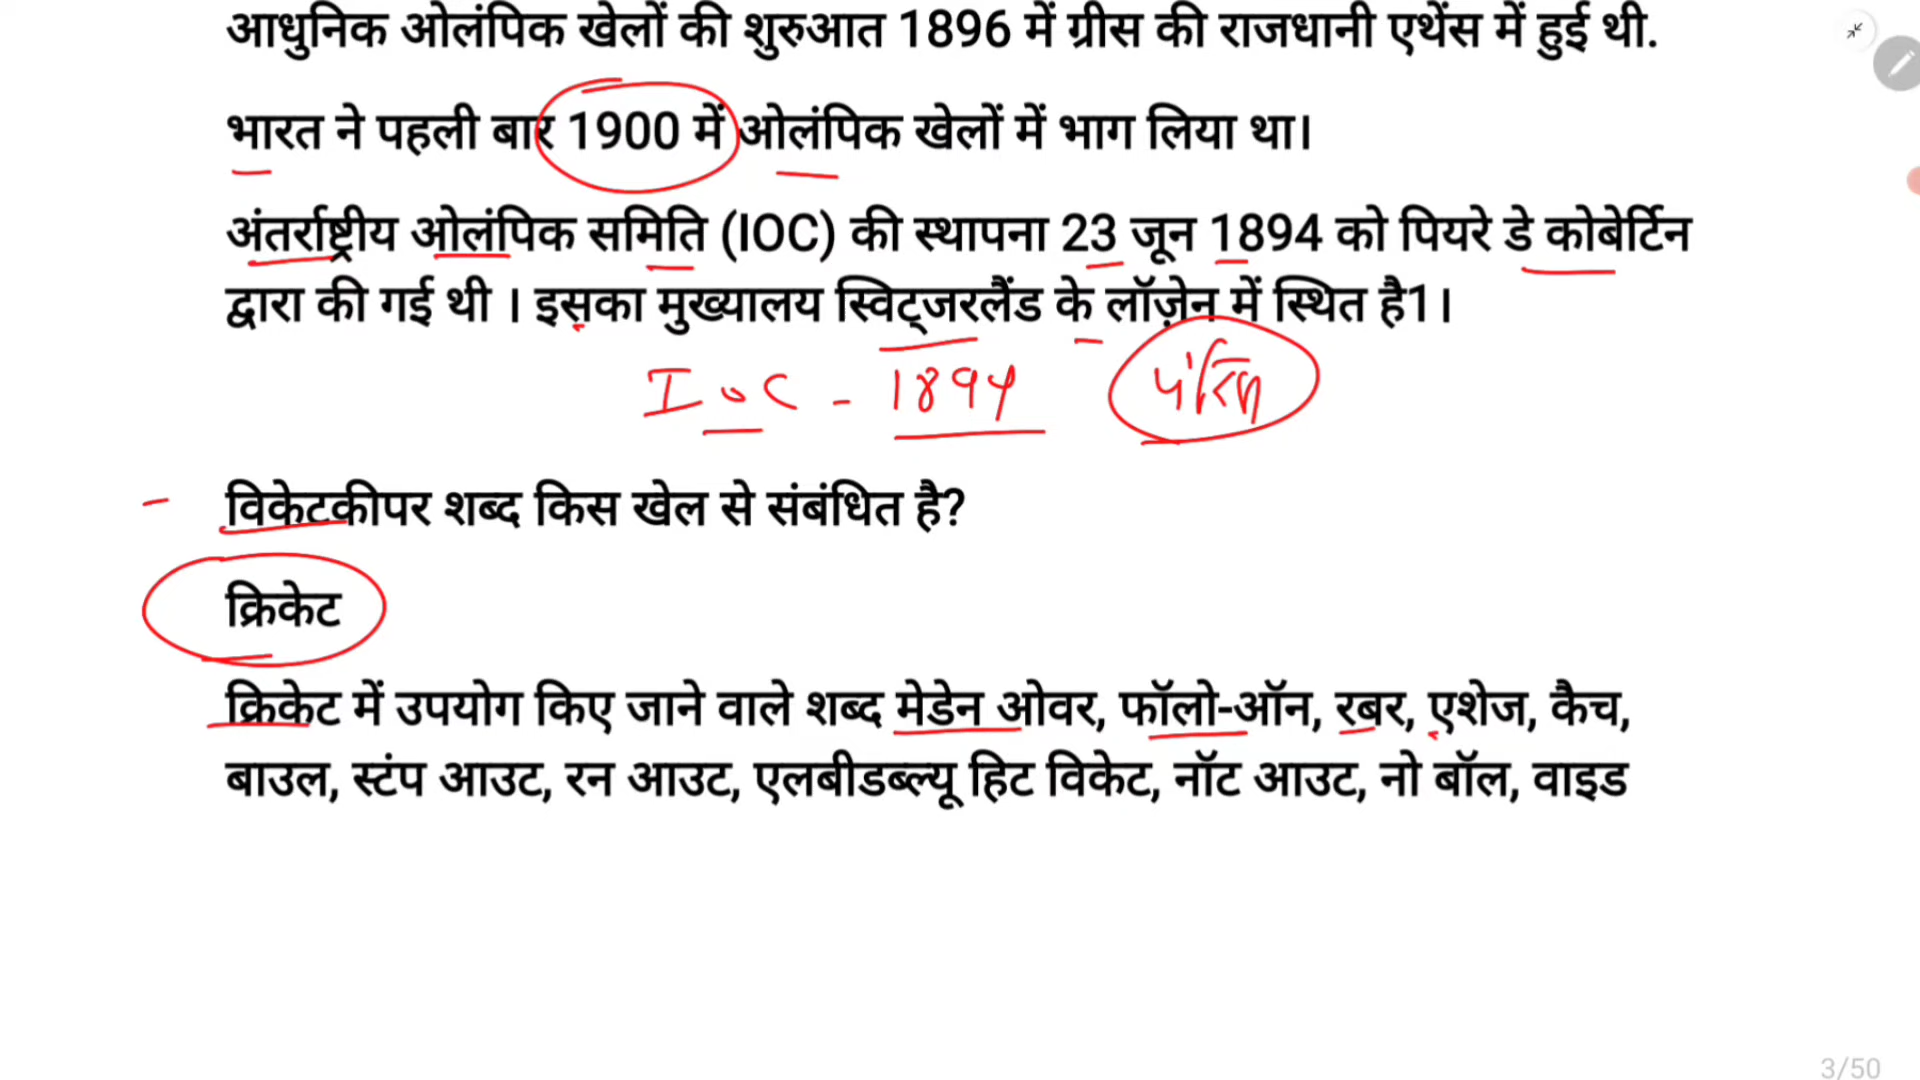 आधुनिक ओलंपिक खेलों की शुरुआत 1896 में ग्रीस की राजधानी एथेंस में हुई थी.
भारत ने पहली बार 1900 में ओलंपिक खेलों में भाग लिया था।
अंतर्राष्ट्रीय ओलंपिक समिति (IOC) की स्थापना 23 जून 1894 को पियरे डे कोबेर्टिन
द्वारा की गई थी । इसका मुख्यालय स्विट्जरलैंड के लॉज़ेन में स्थित है1।
IOC - 1894
विकेटकीपर शब्द किस खेल से संबंधित है?
क्रिकेट
क्रिकेट में उपयोग किए जाने वाले शब्द मेडेन ओवर, फॉलो-ऑन, रबर, एशेज, कैच,
बाउल, स्टंप आउट, रन आउट, एलबीडब्ल्यू हिट विकेट, नॉट आउट, नो बॉल, वाइड
3/50